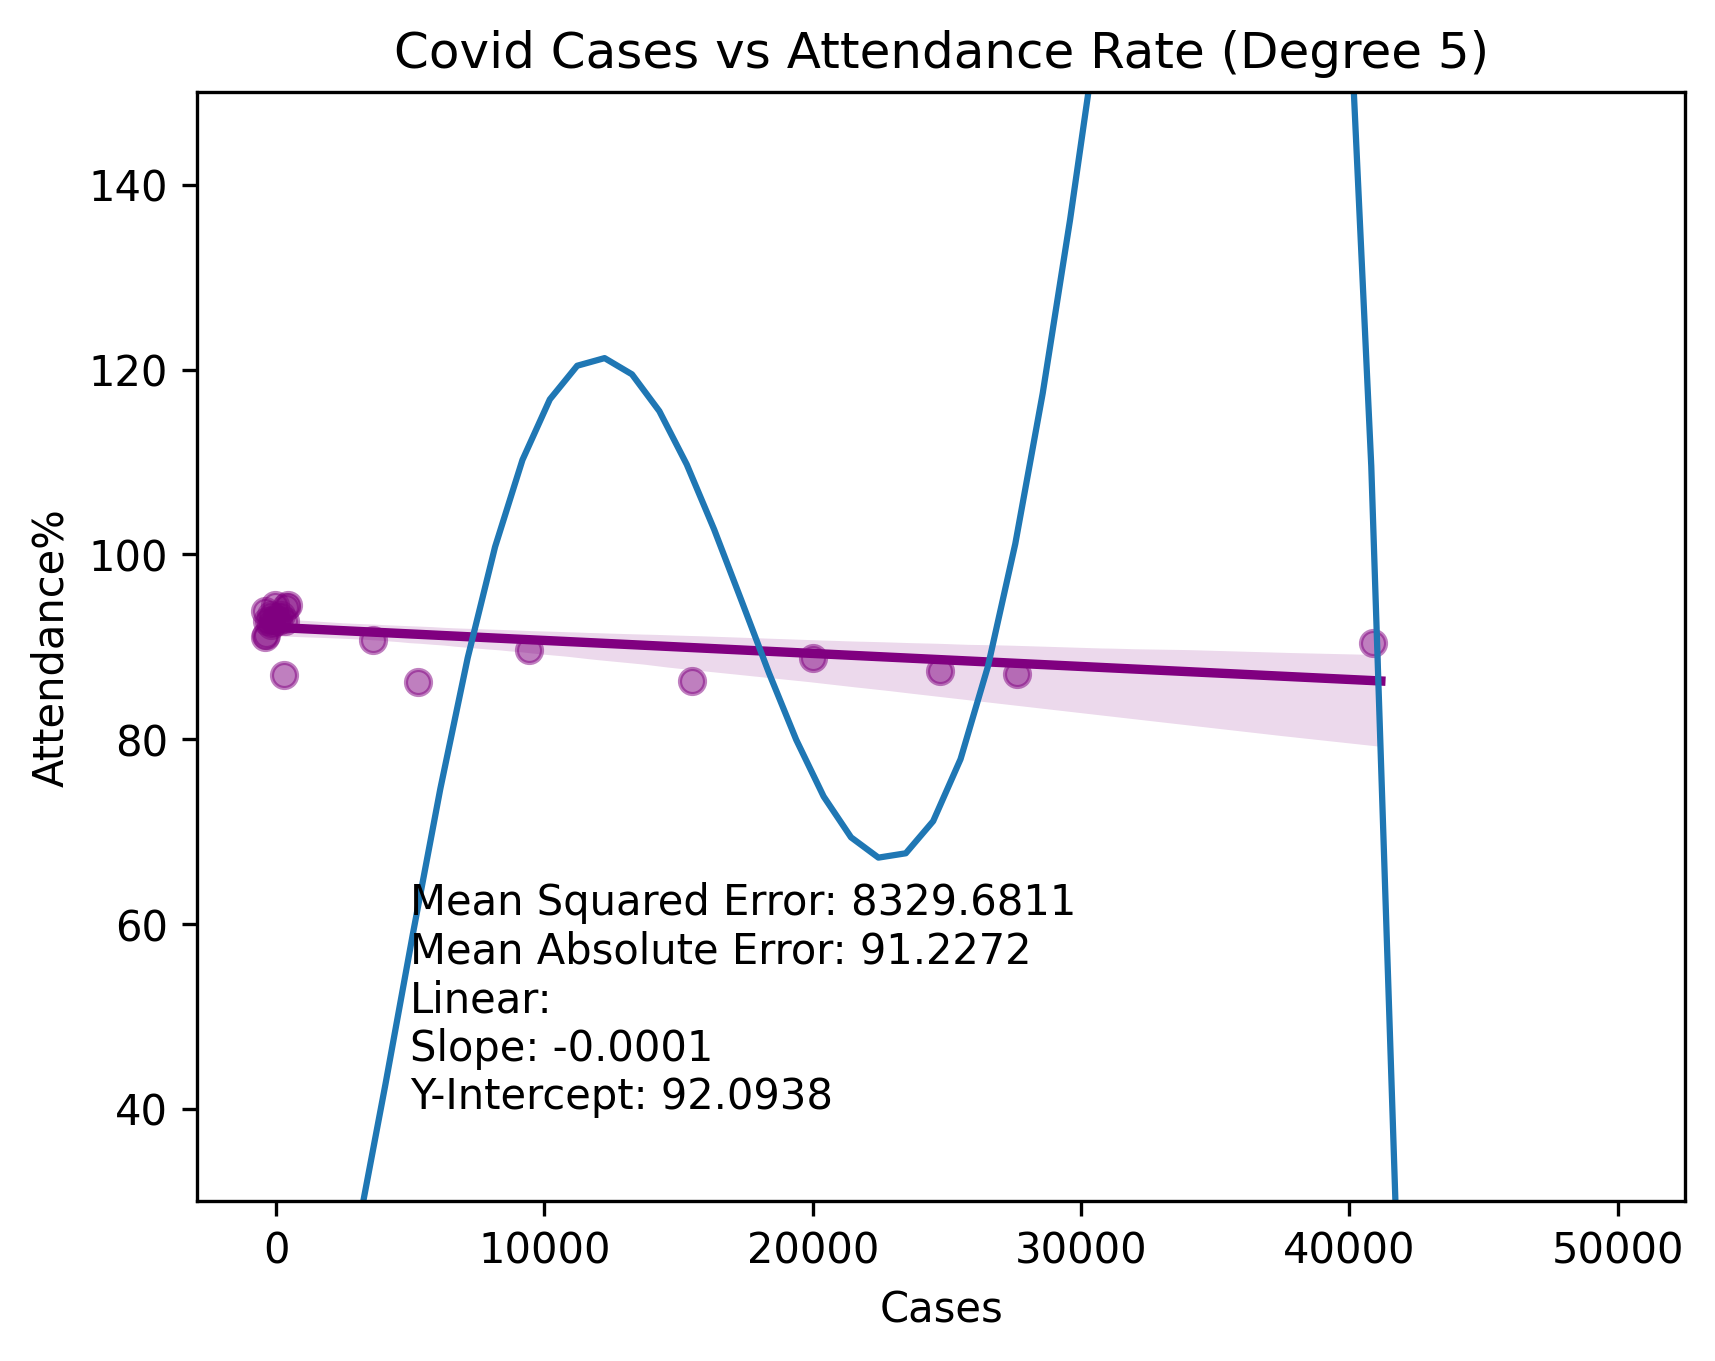 Covid Cases vs Attendance Rate (Degree 5)
140
120
100
80
60
40
Attendance%
Mean Squared Error: 8329.6811
Mean Absolute Error: 91.2272
Linear:
Slope: -0.0001
Y-Intercept: 92.0938
0 10000 20000 30000 40000 50000
Cases